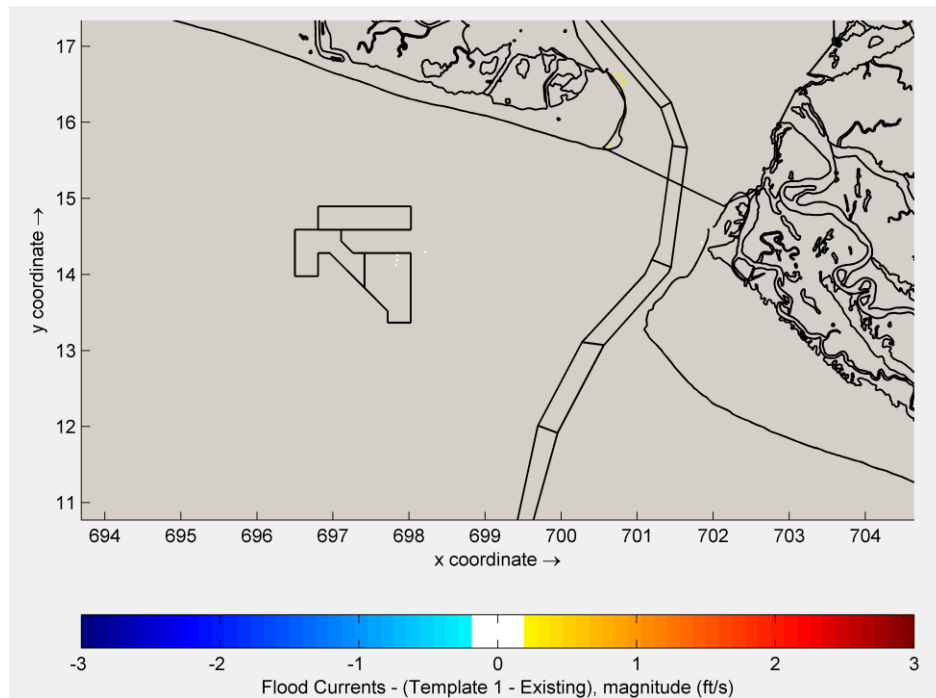 17
16
15
14
13
12
11
y coordinate →
694 695 696 697 698 699 700 701 702 703 704
x coordinate →
-3 -2 -1 0 1 2 3
Flood Currents - (Template 1 - Existing), magnitude (ft/s)